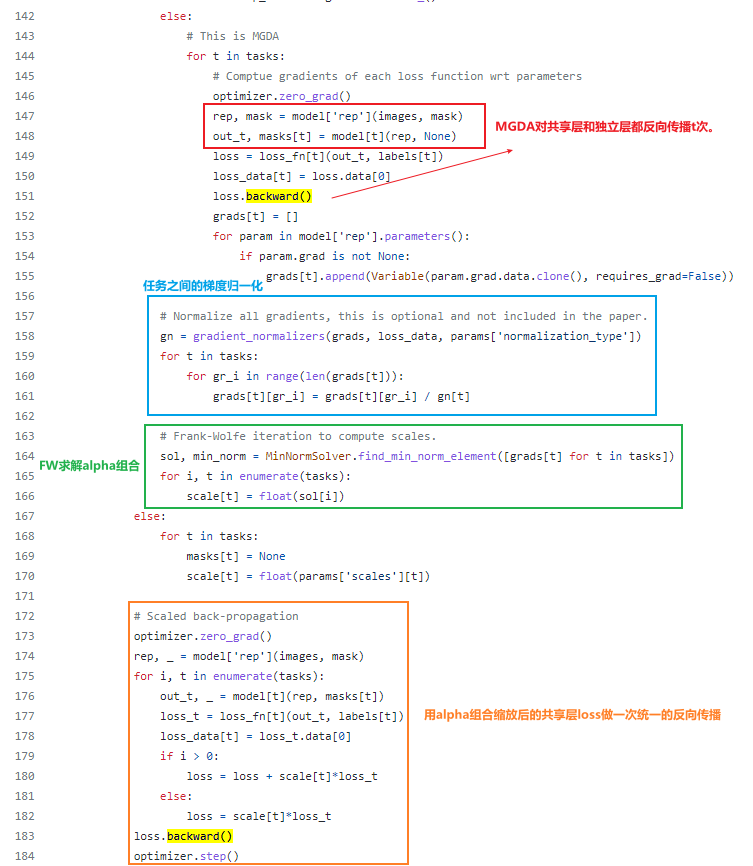 142 else:
143 # This is MGDA
144 for t in tasks:
145 # Comptue gradients of each loss function wrt parameters
146 optimizer.zero_grad()
147 rep, mask = model['rep'](images, mask)
MGDA对共享层和独立层都反向传播t次。
148 out_t, masks[t] = model[t](rep, None)
149 loss = loss_fn[t](out_t, labels[t])
150 loss_data[t] = loss.data[0]
151 loss.backward()
152 grads[t] = []
153 for param in model['rep'].parameters():
154 if param.grad is not None:
155 grads[t].append(Variable(param.grad.data.clone(), requires_grad=False))
任务之间的梯度归一化
156
157 # Normalize all gradients, this is optional and not included in the paper.
158 gn = gradient_normalizers(grads, loss_data, params['normalization_type'])
159 for t in tasks:
160 for gr_i in range(len(grads[t])):
161 grads[t][gr_i] = grads[t][gr_i] / gn[t]
162
163 # Frank-Wolfe iteration to compute scales.
164 sol, min_norm = MinNormSolver.find_min_norm_element([grads[t] for t in tasks])
FW求解alpha组合
165 for i, t in enumerate(tasks):
166 scale[t] = float(sol[i])
167 else:
168 for t in tasks:
169 masks[t] = None
170 scale[t] = float(params['scales'][t])
171
172 # Scaled back-propagation
173 optimizer.zero_grad()
174 rep, _ = model['rep'](images, mask)
175 for i, t in enumerate(tasks):
176 out_t, _ = model[t](rep, masks[t])
177 loss_t = loss_fn[t](out_t, labels[t])
用alpha组合缩放后的共享层loss做一次统一的反向传播
178 loss_data[t] = loss_t.data[0]
179 if i > 0:
180 loss = loss + scale[t]*loss_t
181 else:
182 loss = scale[t]*loss_t
183 loss.backward()
184 optimizer.step()